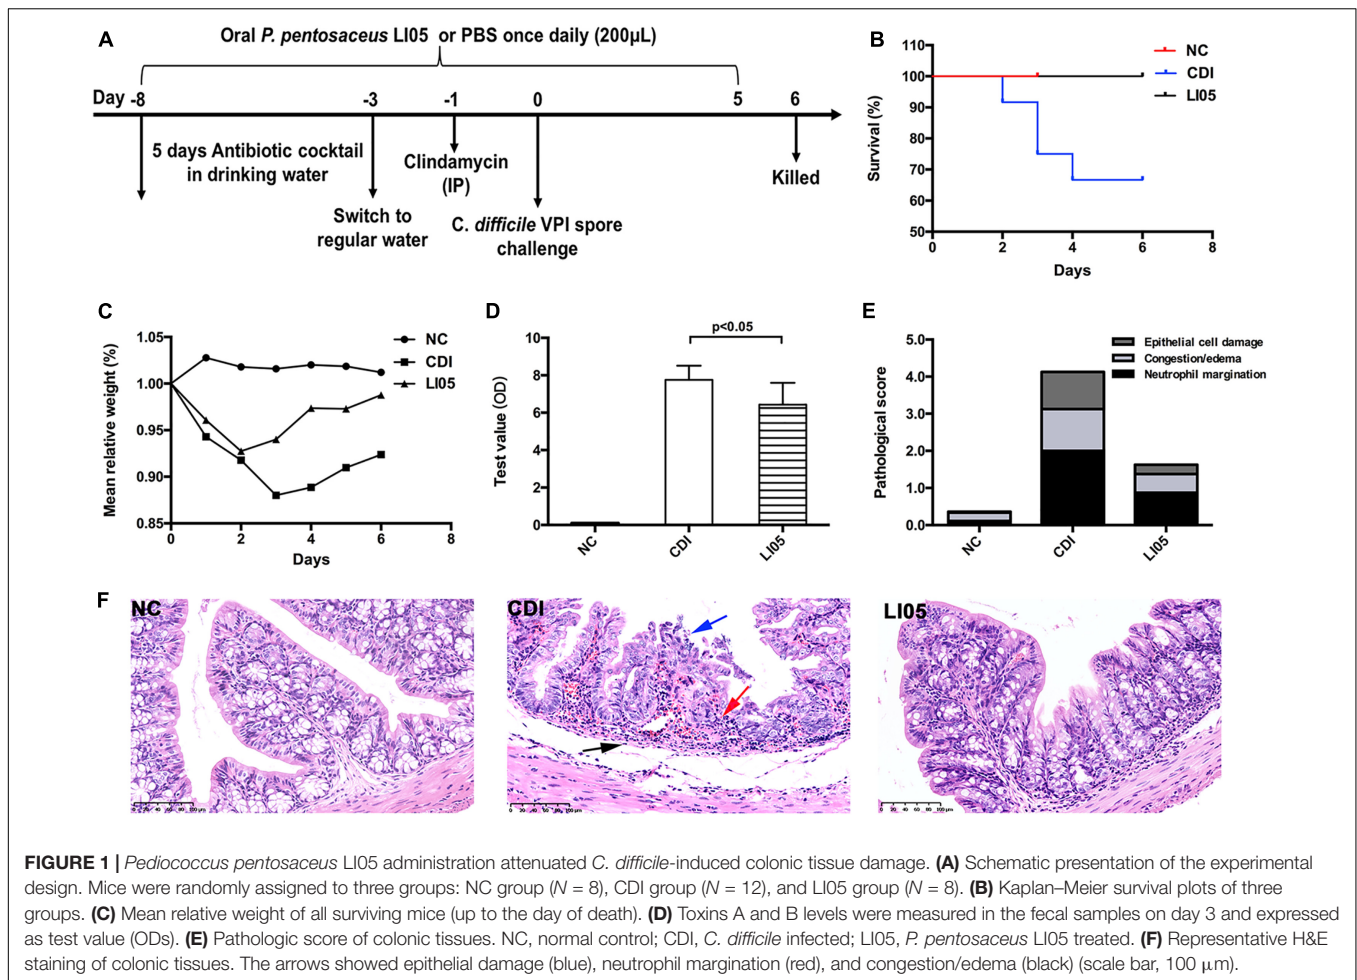 A
Oral P. pentosaceus LI05 or PBS once daily (200µL)
Day -8 -3 -1 0 5 6
5 days Antibiotic cocktail
in drinking water
Clindamycin
(IP)
Killed
Switch to
regular water
C. difficile VPI spore
challenge
B
110
100
90
80
70
60
50
Survival (%)
0 2 4 6 8
Days
NC
CDI
LI05
C
1.05
1.00
0.95
0.90
0.85
Mean relative weight (%)
0 2 4 6 8
Days
NC
CDI
LI05
D
10
8
6
4
2
0
Test value (OD)
p<0.05
NC CDI LI05
E
5.0
4.0
3.0
2.0
1.0
0.0
Pathological score
Epithelial cell damage
Congestion/edema
Neutrophil margination
NC CDI LI05
F
NC
CDI
LI05
FIGURE 1 | Pediococcus pentosaceus LI05 administration attenuated C. difficile-induced colonic tissue damage. (A) Schematic presentation of the experimental
design. Mice were randomly assigned to three groups: NC group (N = 8), CDI group (N = 12), and LI05 group (N = 8). (B) Kaplan–Meier survival plots of three
groups. (C) Mean relative weight of all surviving mice (up to the day of death). (D) Toxins A and B levels were measured in the fecal samples on day 3 and expressed
as test value (ODs). (E) Pathologic score of colonic tissues. NC, normal control; CDI, C. difficile infected; LI05, P. pentosaceus LI05 treated. (F) Representative H&E
staining of colonic tissues. The arrows showed epithelial damage (blue), neutrophil margination (red), and congestion/edema (black) (scale bar, 100 µm).